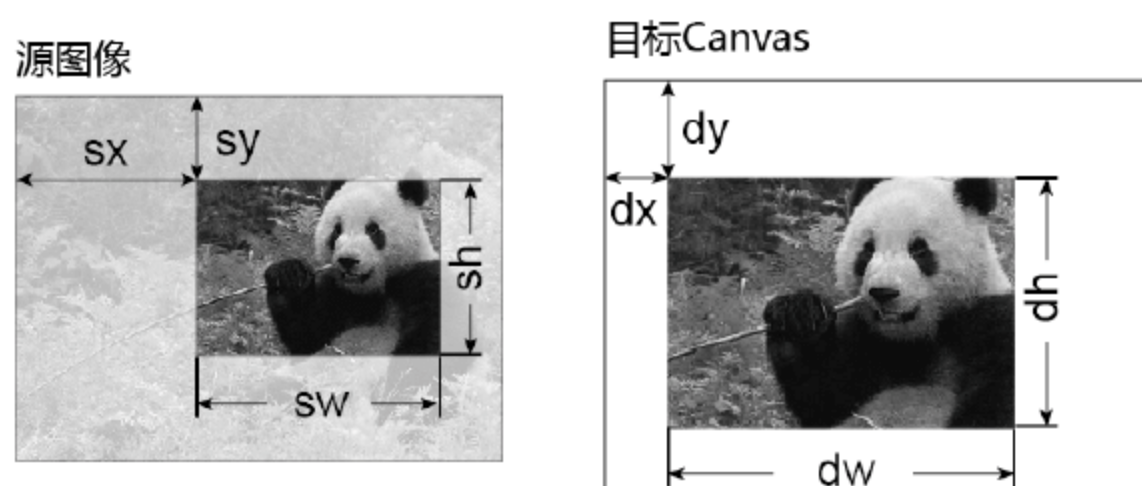 源图像
sx
sy
sh
sw
目标Canvas
dy
dx
dh
dw